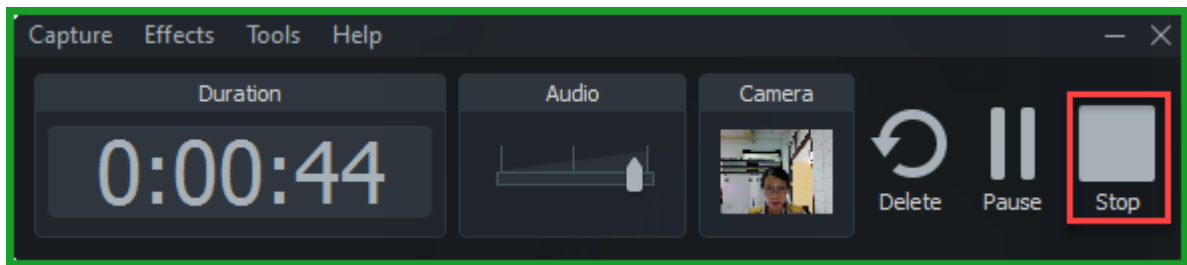 Capture Effects Tools Help
Duration Audio Camera
0:00:44
Delete Pause Stop